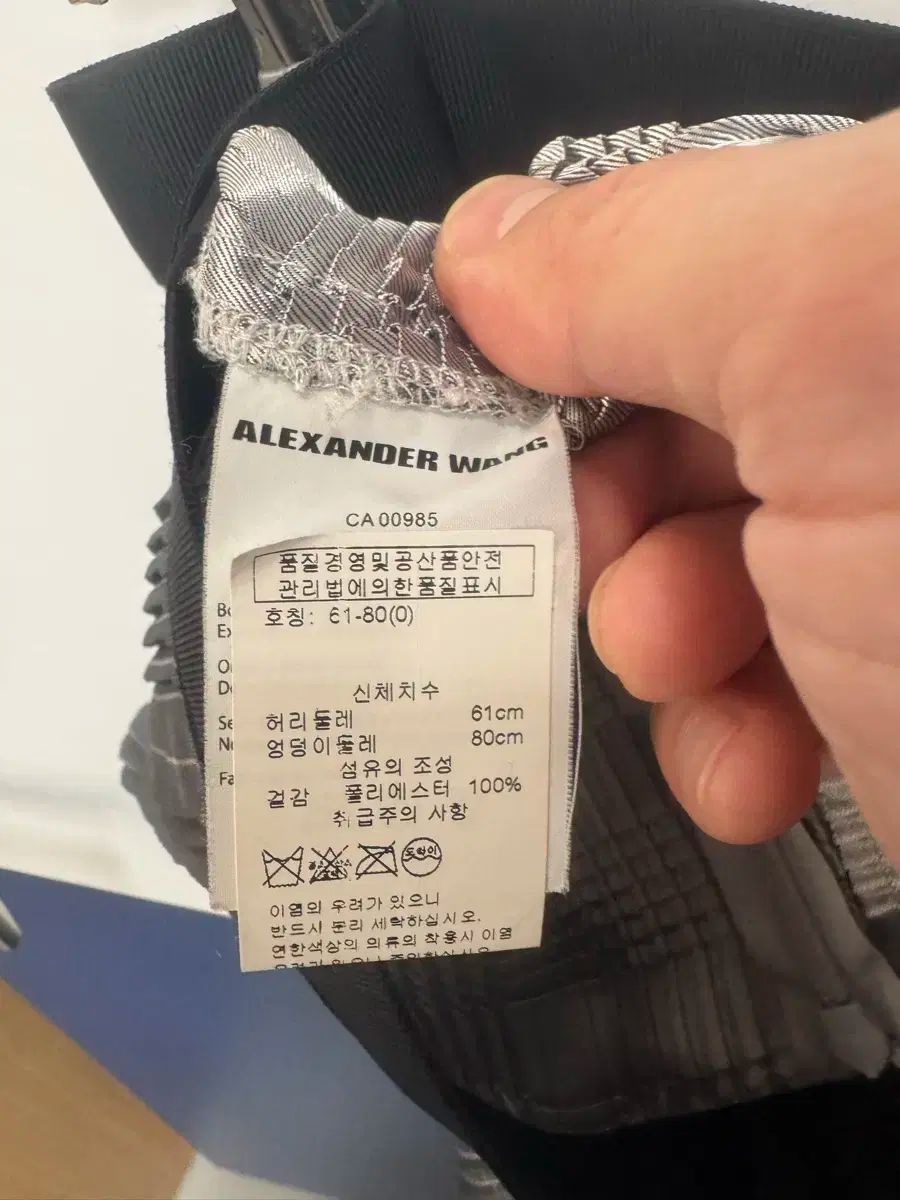 ALEXANDER WANG
CA00985
품질경영및공산품안전
관리법에의한품질표시
호칭: 61-80(0)
신체치수
허리둘레 61cm
엉덩이둘레 80cm
섬유의 조성
겉감 폴리에스터 100%
취급주의 사항
드라이
이염의 우려가 있으니
반드시 분리 세탁하십시오.
연한색상의 의류의 착용시 이염